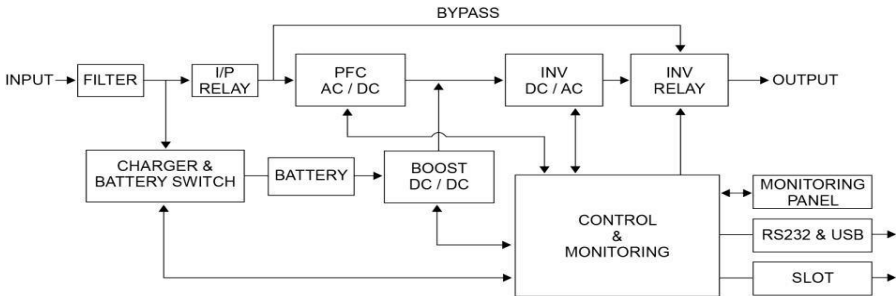 BYPASS
INPUT
FILTER
I/P
RELAY
PFC
AC / DC
INV
DC / AC
INV
RELAY
OUTPUT
CHARGER &
BATTERY SWITCH
BATTERY
BOOST
DC / DC
CONTROL
&
MONITORING
MONITORING
PANEL
RS232 & USB
SLOT